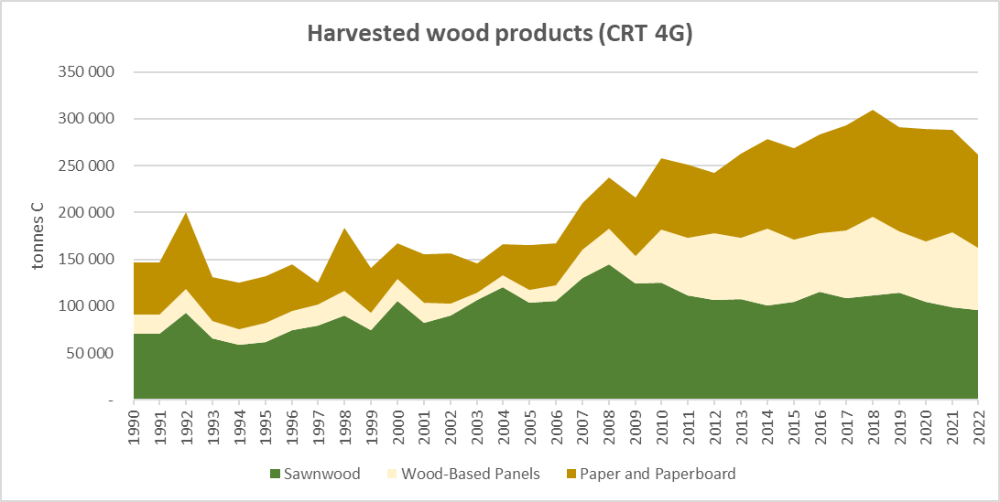 Harvested wood products (CRT 4G)
350 000
300 000
250 000
200 000
150 000
100 000
50 000
-
tonnes C
1990 1991 1992 1993 1994 1995 1996 1997 1998 1999 2000 2001 2002 2003 2004 2005 2006 2007 2008 2009 2010 2011 2012 2013 2014 2015 2016 2017 2018 2019 2020 2021 2022
Sawnwood Wood-Based Panels Paper and Paperboard